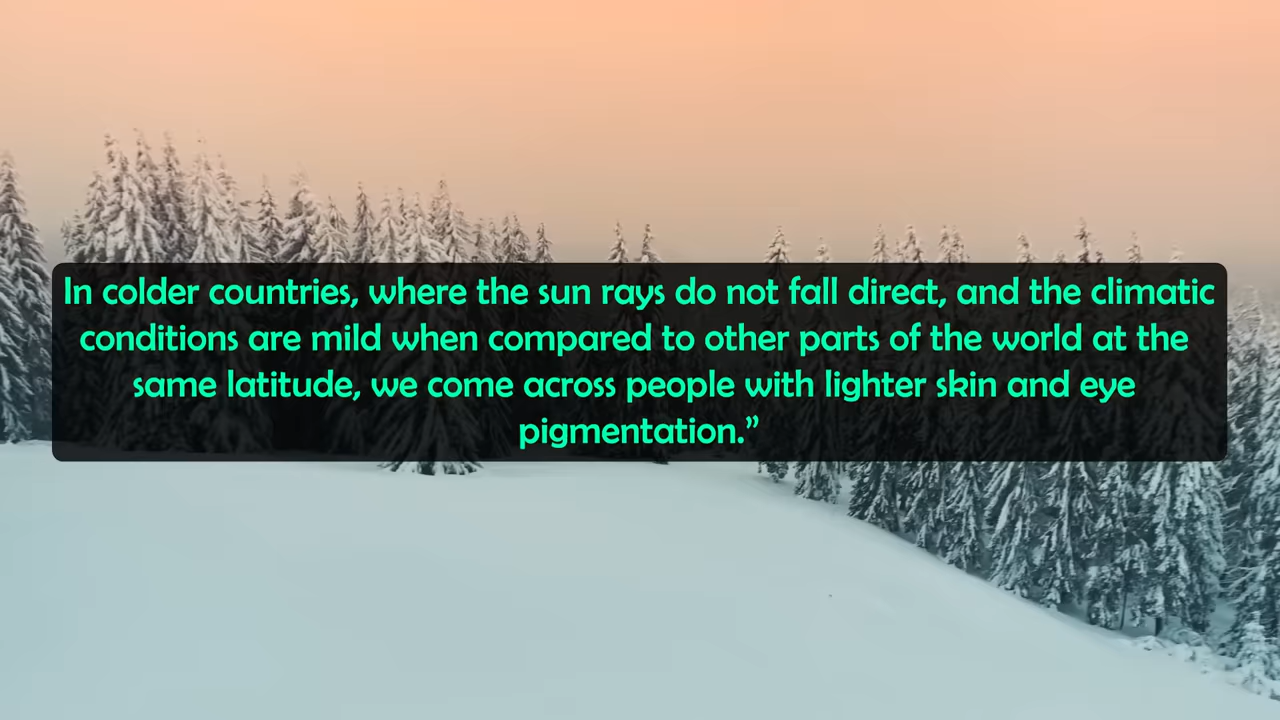 In colder countries, where the sun rays do not fall direct, and the climatic
conditions are mild when compared to other parts of the world at the
same latitude, we come across people with lighter skin and eye
pigmentation.”